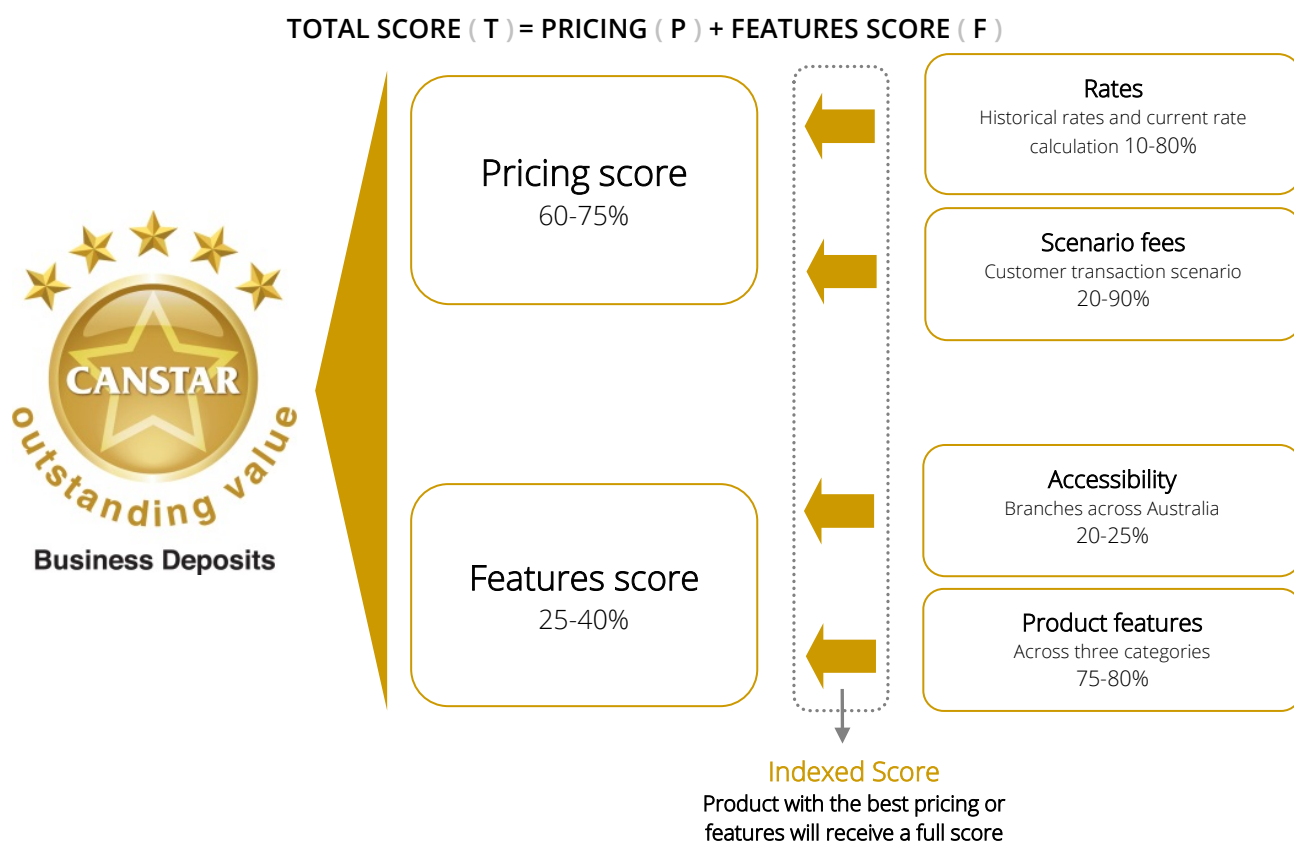 TOTAL SCORE ( T ) = PRICING ( P ) + FEATURES SCORE ( F )
CANSTAR
outstanding value
Business Deposits
Pricing score
60-75%
Rates
Historical rates and current rate
calculation 10-80%
Scenario fees
Customer transaction scenario
20-90%
Features score
25-40%
Accessibility
Branches across Australia
20-25%
Product features
Across three categories
75-80%
Indexed Score
Product with the best pricing or
features will receive a full score